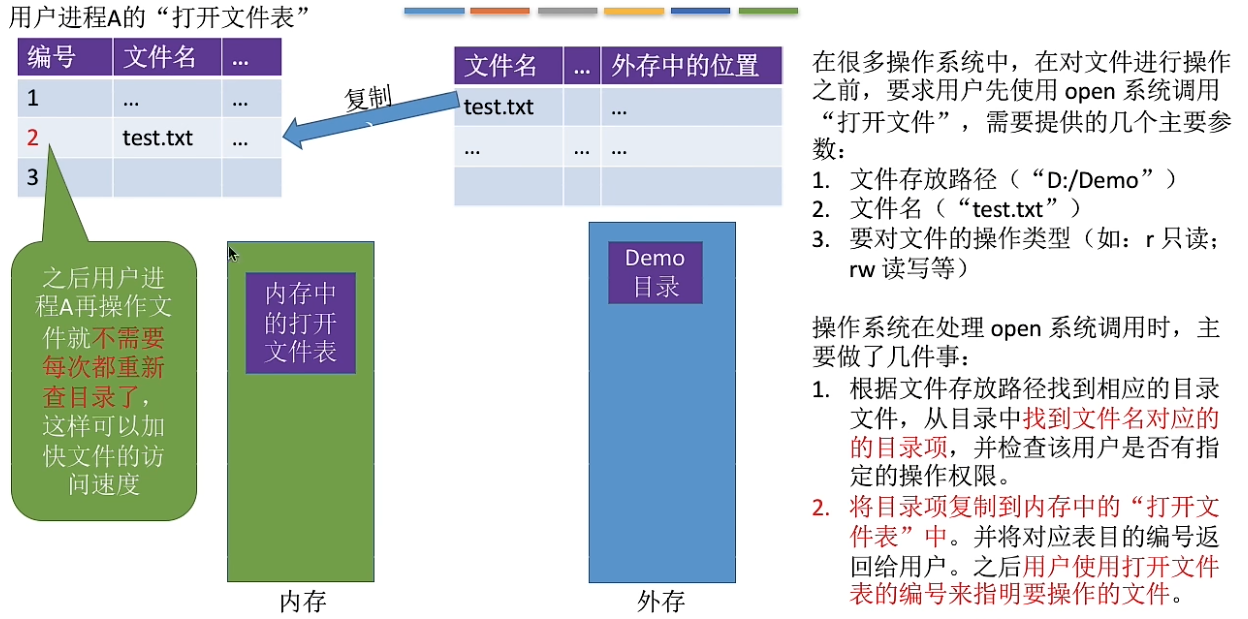 用户进程A的“打开文件表”
编号 文件名 ...
1 ... ...
2 test.txt ...
3
复制
文件名 ... 外存中的位置
test.txt ...
... ... ...
之后用户进
程A再操作文
件就不需要
每次都重新
查目录了，
这样可以加
快文件的访
问速度
内存中
的打开
文件表
内存
Demo
目录
外存
在很多操作系统中，在对文件进行操作
之前，要求用户先使用 open 系统调用
“打开文件”，需要提供的几个主要参
数：
1. 文件存放路径（“D:/Demo”）
2. 文件名（“test.txt”）
3. 要对文件的操作类型（如：r 只读；
rw 读写等）
操作系统在处理 open 系统调用时，主
要做了几件事：
1. 根据文件存放路径找到相应的目录
文件，从目录中找到文件名对应的
的目录项，并检查该用户是否有指
定的操作权限。
2. 将目录项复制到内存中的“打开文
件表”中。并将对应表目的编号返
回给用户。之后用户使用打开文件
表的编号来指明要操作的文件。